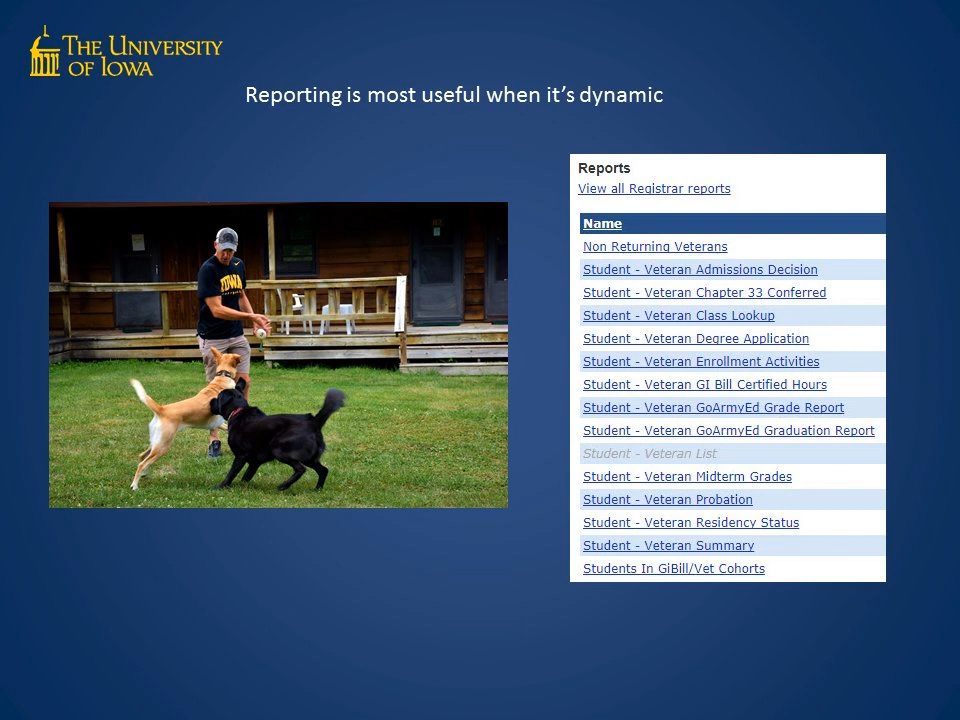 THE UNIVERSITY
OF IOWA
Reporting is most useful when it’s dynamic
IOWA
Reports
View all Registrar reports
Name
Non Returning Veterans
Student - Veteran Admissions Decision
Student - Veteran Chapter 33 Conferred
Student - Veteran Class Lookup
Student - Veteran Degree Application
Student - Veteran Enrollment Activities
Student - Veteran GI Bill Certified Hours
Student - Veteran GoArmyEd Grade Report
Student - Veteran GoArmyEd Graduation Report
Student - Veteran List
Student - Veteran Midterm Grades
Student - Veteran Probation
Student - Veteran Residency Status
Student - Veteran Summary
Students In GiBill/Vet Cohorts